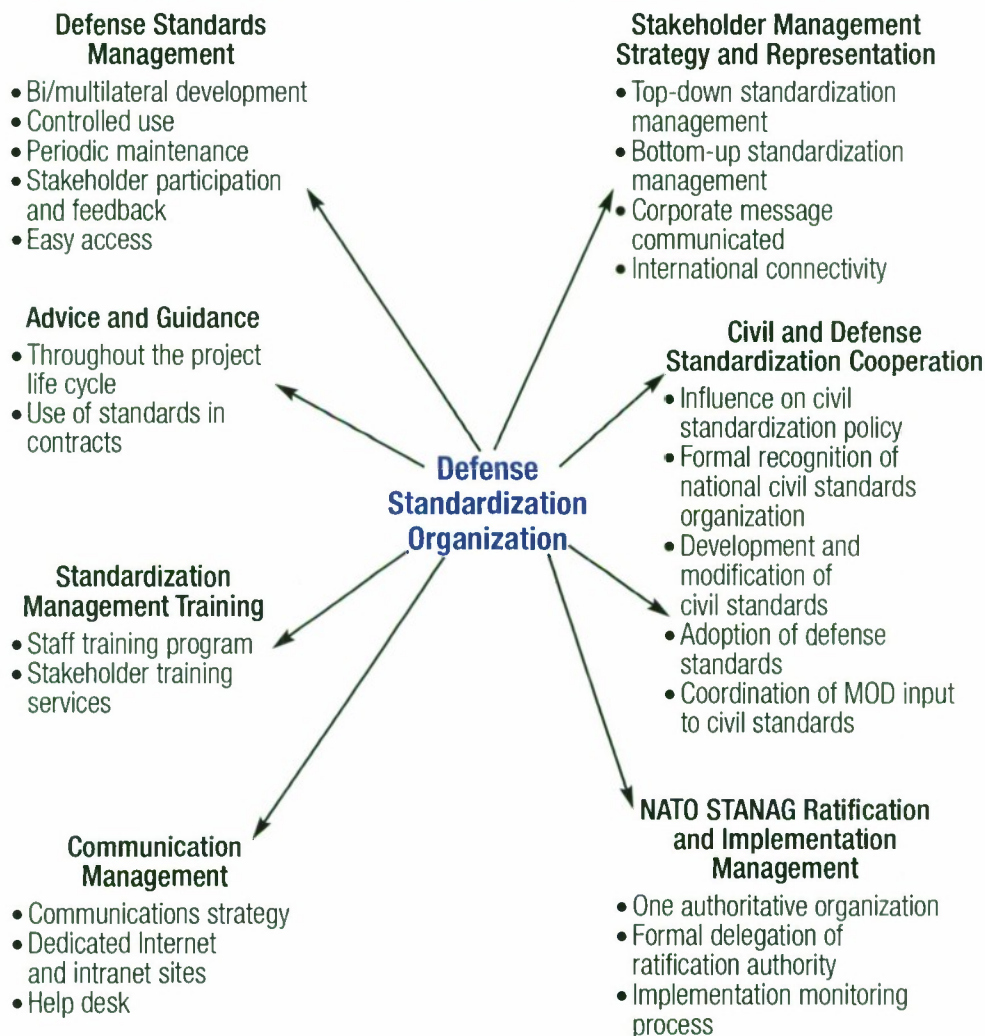 Defense Standards
Management
• Bi/multilateral development
• Controlled use
• Periodic maintenance
• Stakeholder participation
and feedback
• Easy access
Stakeholder Management
Strategy and Representation
• Top-down standardization
management
• Bottom-up standardization
management
• Corporate message
communicated
• International connectivity
Advice and Guidance
• Throughout the project
life cycle
• Use of standards in
contracts
Civil and Defense
Standardization Cooperation
• Influence on civil
standardization policy
• Formal recognition of
national civil standards
organization
• Development and
modification of
civil standards
• Adoption of defense
standards
• Coordination of MOD input
to civil standards
Defense
Standardization
Organization
Standardization
Management Training
• Staff training program
• Stakeholder training
services
Communication
Management
• Communications strategy
• Dedicated Internet
and intranet sites
• Help desk
NATO STANAG Ratification
and Implementation
Management
• One authoritative organization
• Formal delegation of
ratification authority
• Implementation monitoring
process